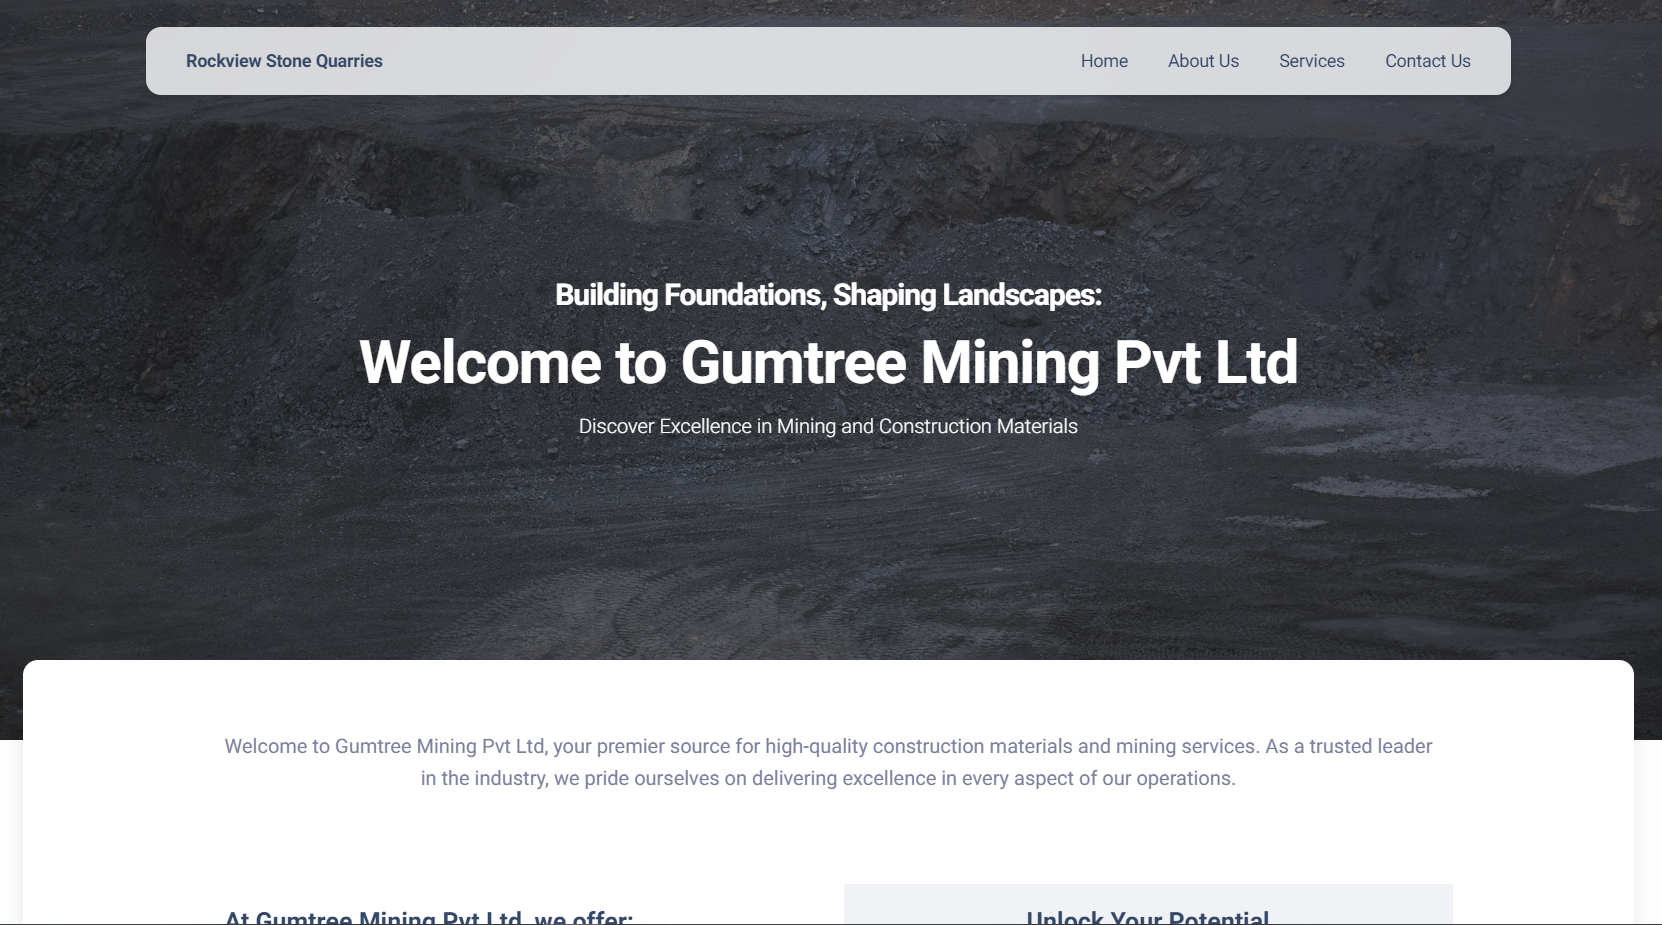 Rockview Stone Quarries
Home About Us Services Contact Us
Building Foundations, Shaping Landscapes:
Welcome to Gumtree Mining Pvt Ltd
Discover Excellence in Mining and Construction Materials
Welcome to Gumtree Mining Pvt Ltd, your premier source for high-quality construction materials and mining services. As a trusted leader
in the industry, we pride ourselves on delivering excellence in every aspect of our operations.
At Gumtree Mining Pvt Ltd, we offer:
Unlock Your Potential